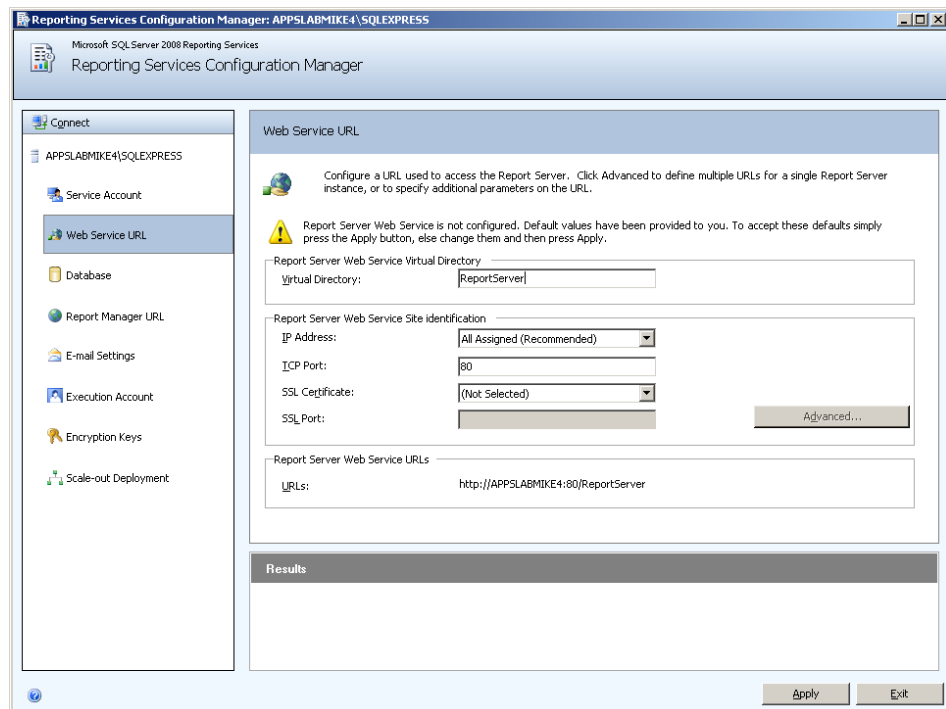 Reporting Services Configuration Manager: APPSLABMIKE4\SQLEXPRESS
Microsoft SQL Server 2008 Reporting Services
Reporting Services Configuration Manager
Connect
APPSLABMIKE4\SQLEXPRESS
Service Account
Web Service URL
Database
Report Manager URL
E-mail Settings
Execution Account
Encryption Keys
Scale-out Deployment
Web Service URL
Configure a URL used to access the Report Server. Click Advanced to define multiple URLs for a single Report Server
instance, or to specify additional parameters on the URL.
Report Server Web Service is not configured. Default values have been provided to you. To accept these defaults simply
press the Apply button, else change them and then press Apply.
Report Server Web Service Virtual Directory
Virtual Directory: ReportServer
Report Server Web Service Site identification
IP Address: All Assigned (Recommended)
TCP Port: 80
SSL Certificate: (Not Selected)
SSL Port:
Advanced...
Report Server Web Service URLs
URLs: http://APPSLABMIKE4:80/ReportServer
Results
Apply Exit